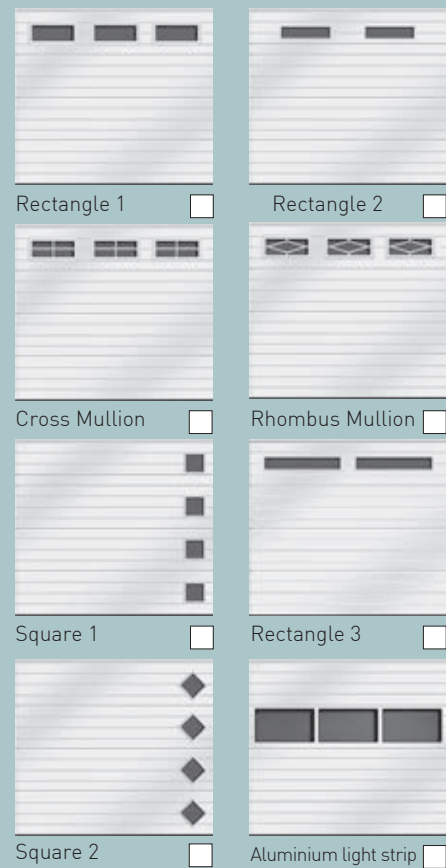 Rectangle 1
Rectangle 2
Cross Mullion
Rhombus Mullion
Square 1
Rectangle 3
Square 2
Aluminium light strip